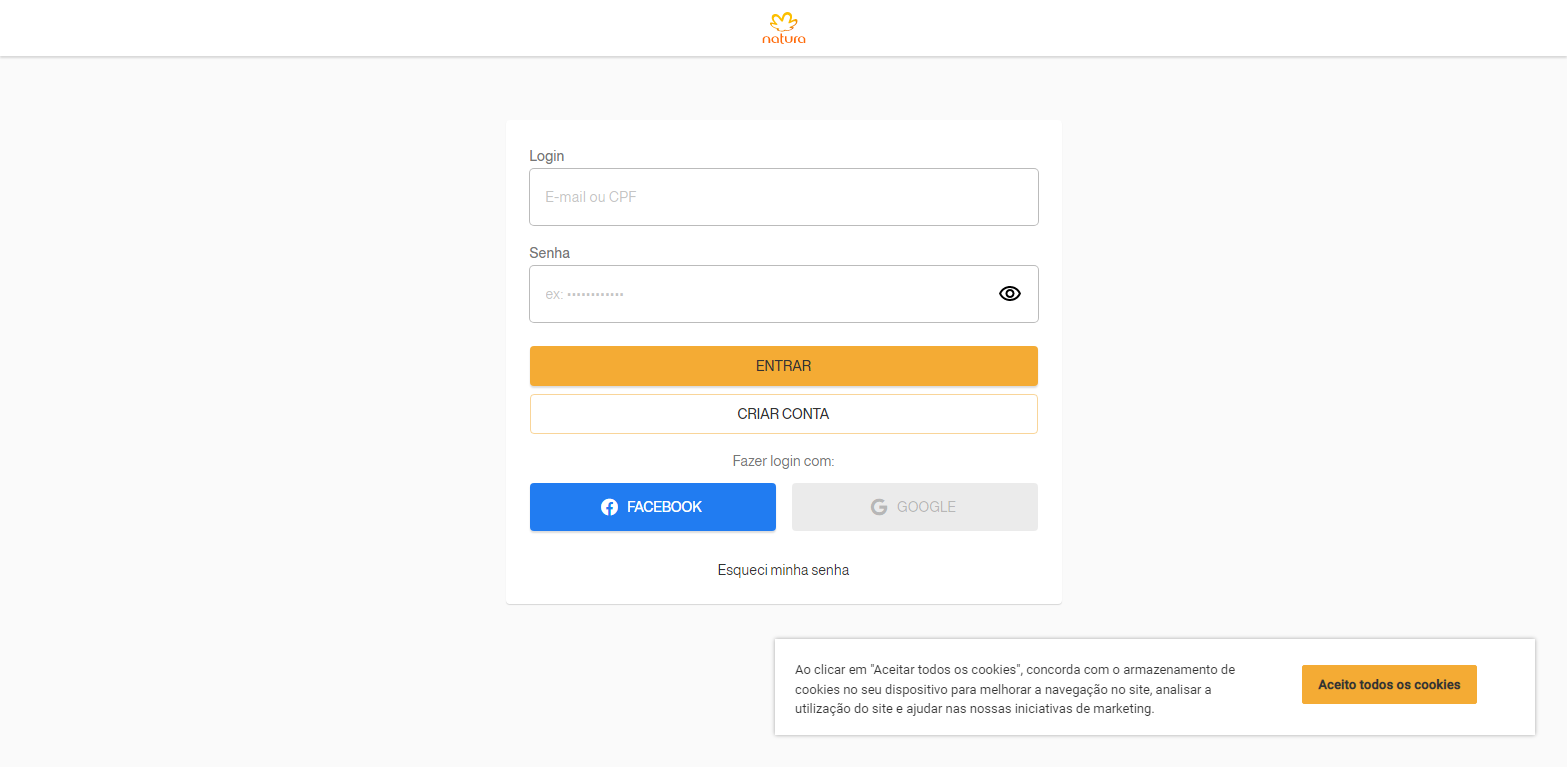 natura
Login
E-mail ou CPF
Senha
ex: ••••••••••••
ENTRAR
CRIAR CONTA
Fazer login com:
FACEBOOK
GOOGLE
Esqueci minha senha
Ao clicar em "Aceitar todos os cookies", concorda com o armazenamento de
cookies no seu dispositivo para melhorar a navegação no site, analisar a
utilização do site e ajudar nas nossas iniciativas de marketing.
Aceito todos os cookies